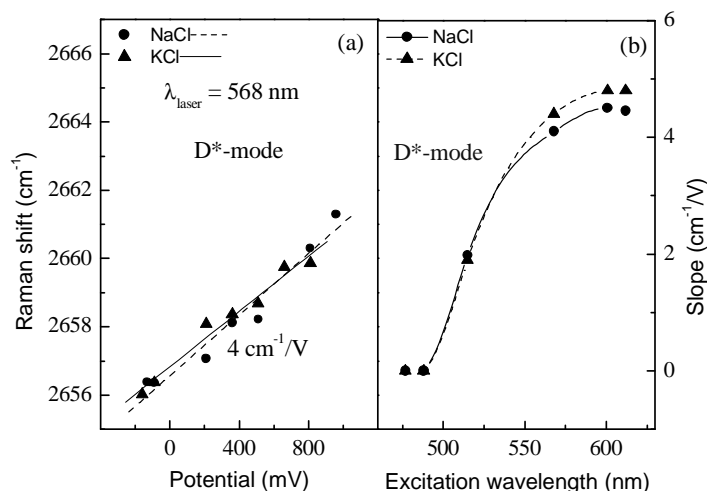 NaCl
KCl
(a)
λlaser = 568 nm
D*-mode
4 cm-1/V
2666
2664
2662
2660
2658
2656
Raman shift (cm-1)
0
400
800
Potential (mV)
NaCl
KCl
(b)
D*-mode
6
4
2
0
Slope (cm-1/V)
500
550
600
Excitation wavelength (nm)